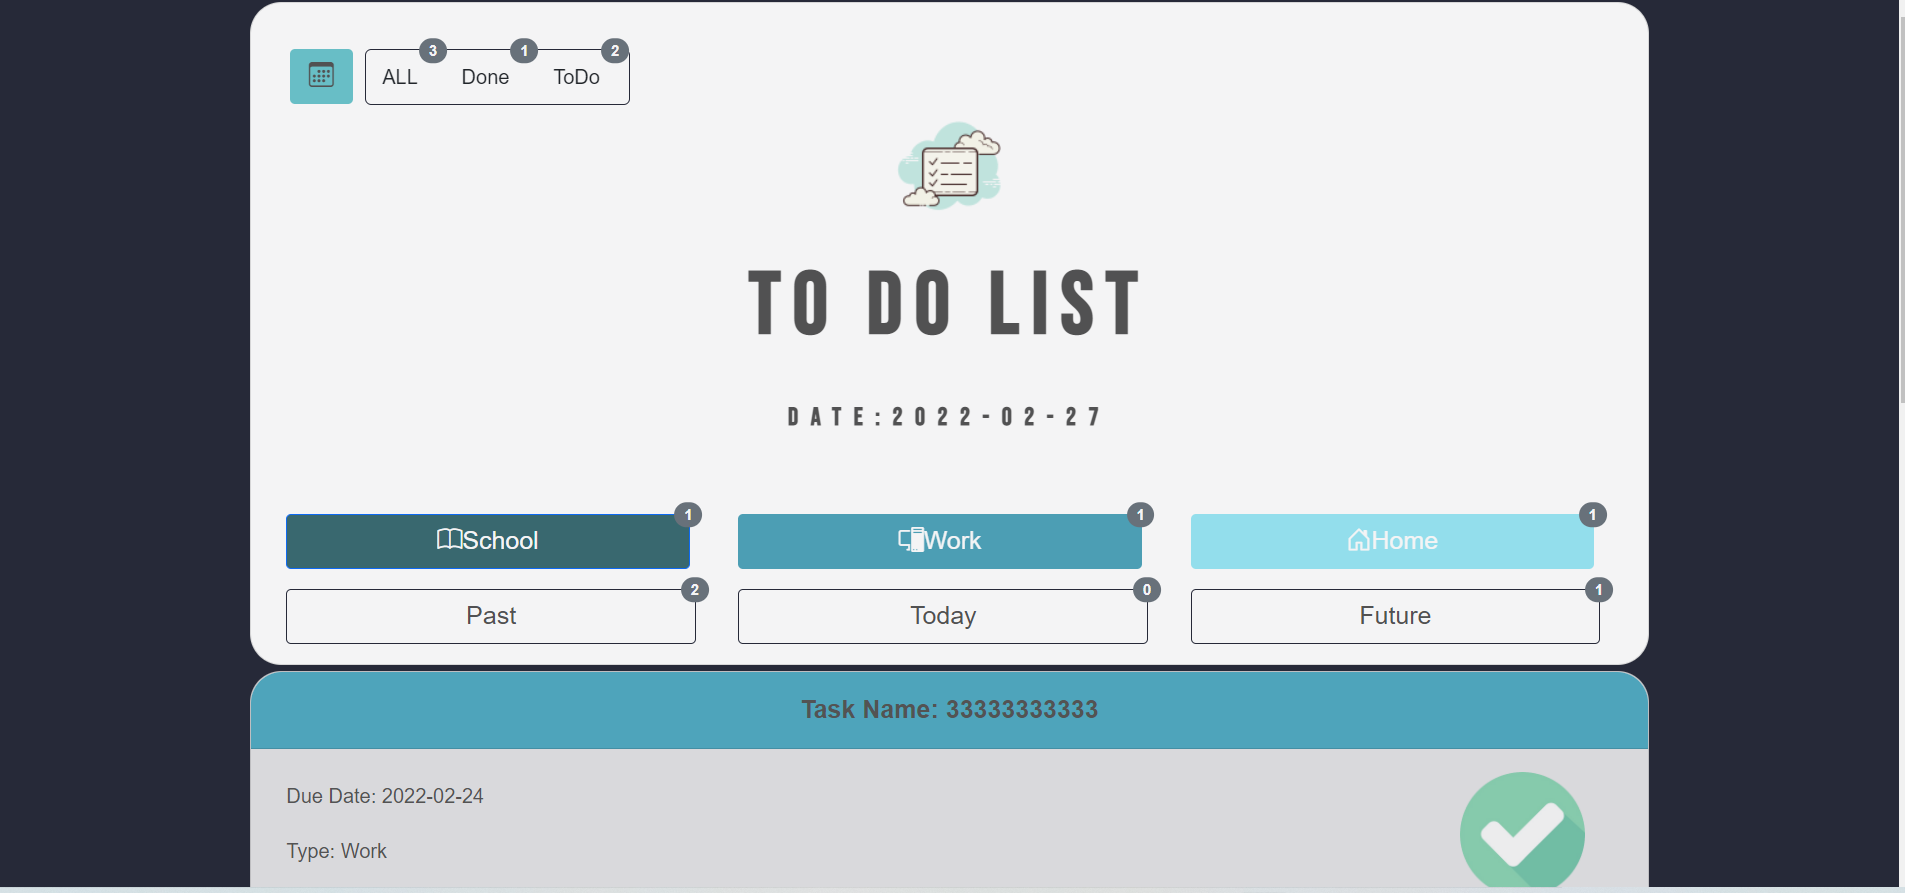 3 1 2
ALL Done ToDo
TO DO LIST
DATE:2022-02-27
1 1 1
School Work Home
2 0 1
Past Today Future
Task Name: 33333333333
Due Date: 2022-02-24
Type: Work